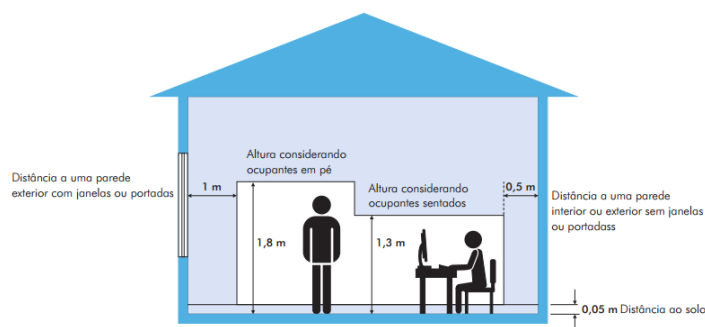 Altura considerando
ocupantes em pé
Distância a uma parede
exterior com janelas ou portadas
1 m
Altura considerando
ocupantes sentados
0,5 m
Distância a uma parede
interior ou exterior sem janelas
ou portadass
1,8 m
1,3 m
0,05 m Distância ao solo